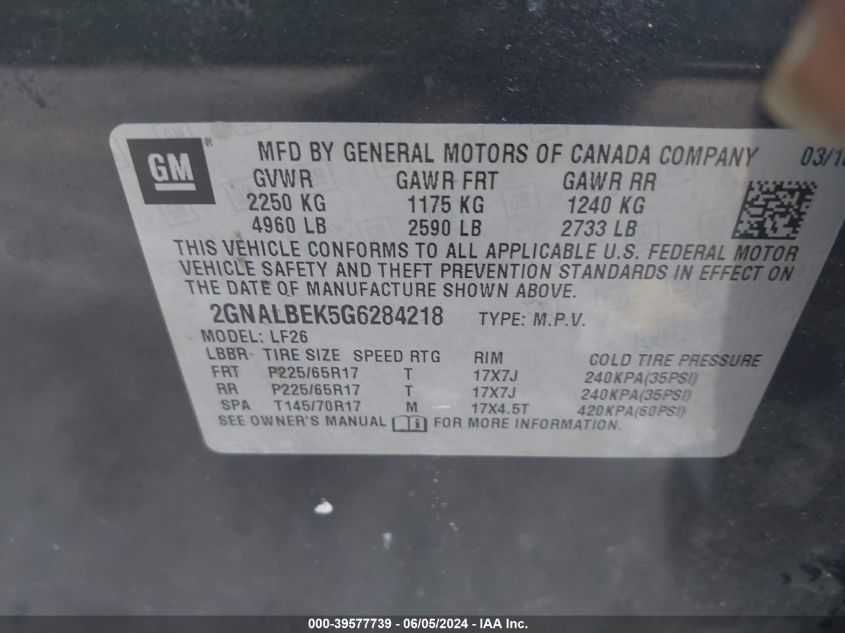 GM ® MFD BY GENERAL MOTORS OF CANADA COMPANY
GVWR GAWR FRT GAWR RR
2250 KG 1175 KG 1240 KG
4960 LB 2590 LB 2733 LB
THIS VEHICLE CONFORMS TO ALL APPLICABLE U.S. FEDERAL MOTOR
VEHICLE SAFETY AND THEFT PREVENTION STANDARDS IN EFFECT ON
THE DATE OF MANUFACTURE SHOWN ABOVE.
2GNALBEK5G6284218 TYPE: M.P.V.
MODEL: LF26
LBBR TIRE SIZE SPEED RTG RIM COLD TIRE PRESSURE
FRT P225/65R17 T 17X7J 240KPA(35PSI)
RR P225/65R17 T 17X7J 240KPA(35PSI)
SPA T145/70R17 M 17X4.5T 420KPA(60PSI)
SEE OWNER'S MANUAL FOR MORE INFORMATION.
000-39577739 - 06/05/2024 - IAA Inc.